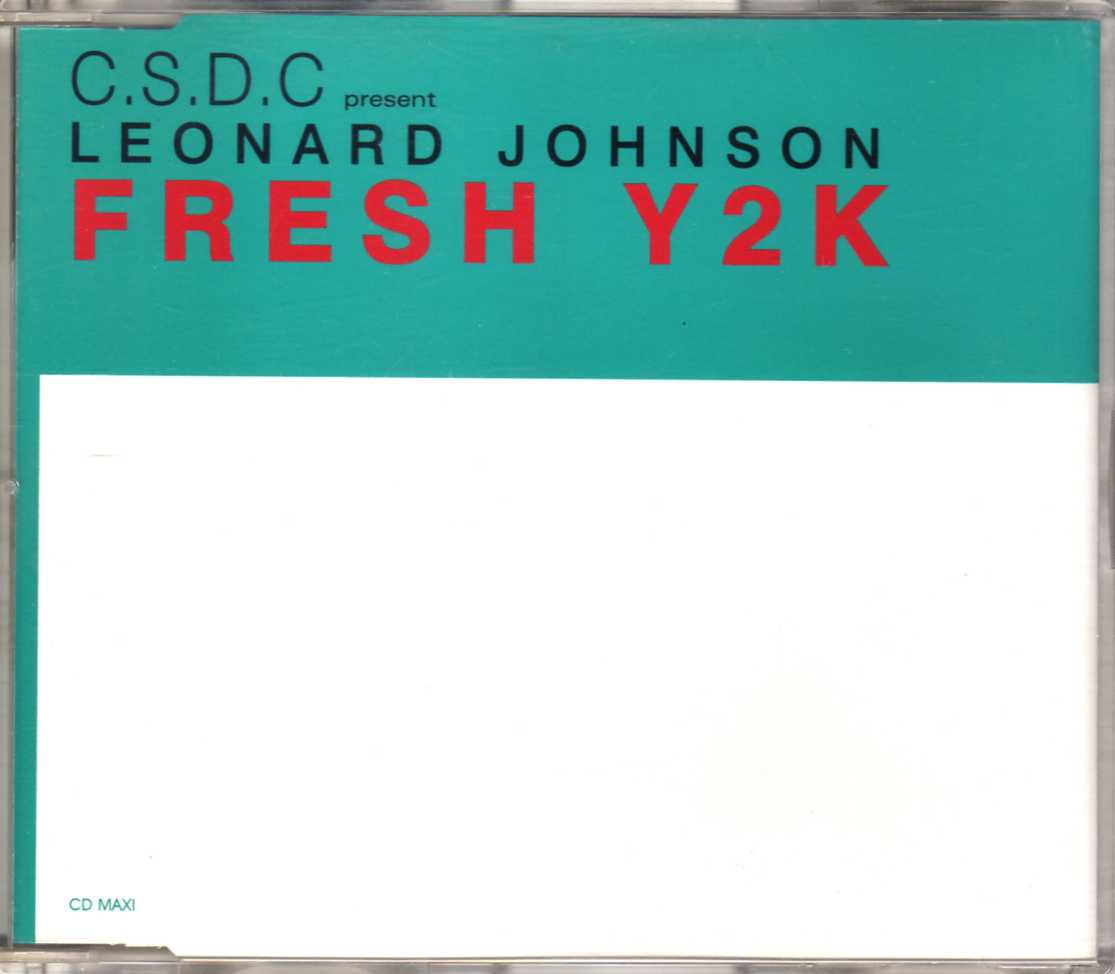 C.S.D.C present
LEONARD JOHNSON
FRESH Y2K
CD MAXI